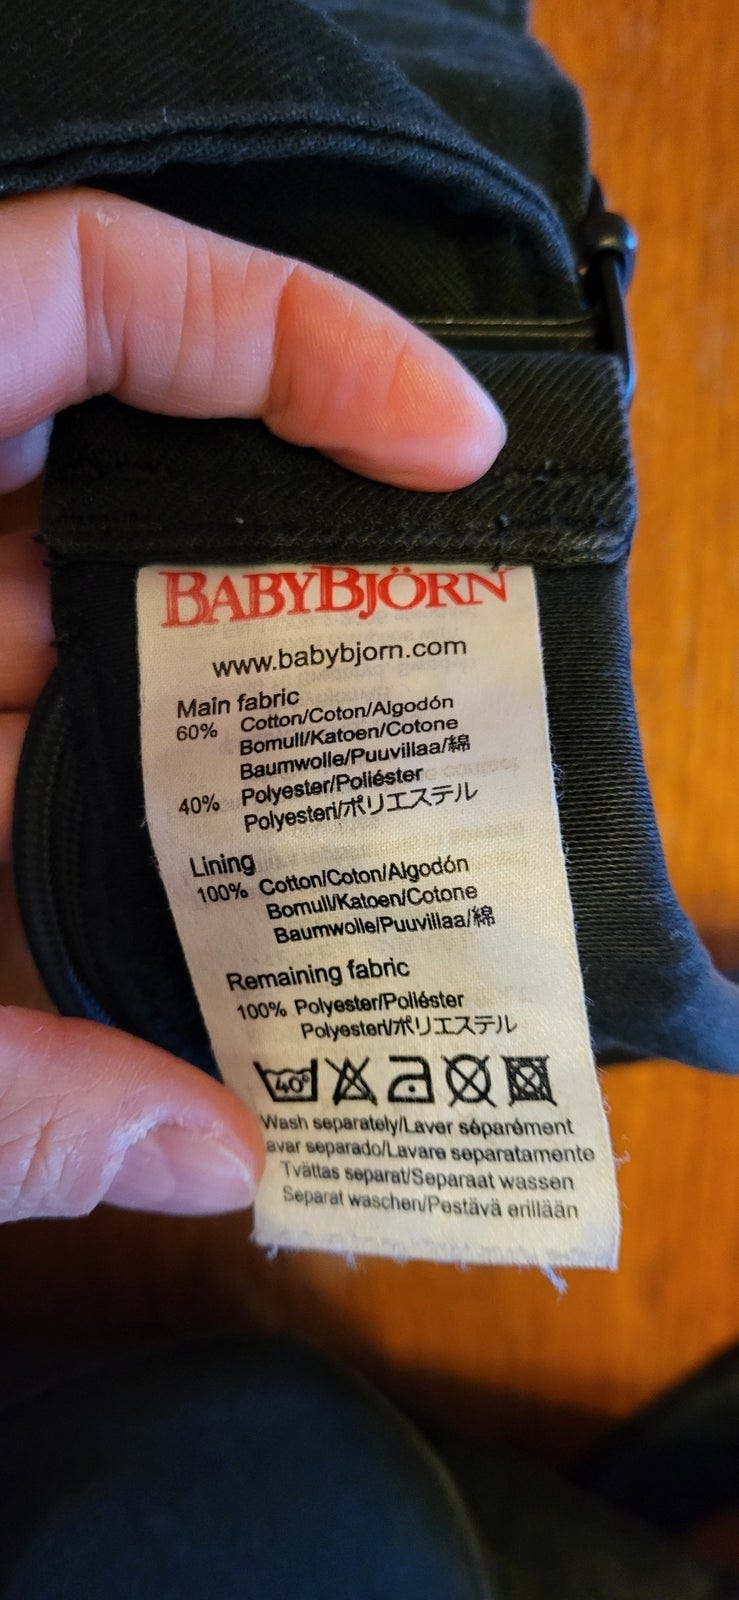 BABYBJÖRN
www.babybjorn.com
Main fabric
60% Cotton/Coton/Algodón
Bomull/Katoen/Cotone
Baumwolle/Puuvillaa/綿
40% Polyester/Poliéster
Polyesteri/ポリエステル
Lining
100% Cotton/Coton/Algodón
Bomull/Katoen/Cotone
Baumwolle/Puuvillaa/綿
Remaining fabric
100% Polyester/Poliéster
Polyesteri/ポリエステル
40°
Wash separately/Laver séparément
avar separado/Lavare separatamente
Tvättas separat/Separaat wassen
Separat waschen/Pestävä erillään